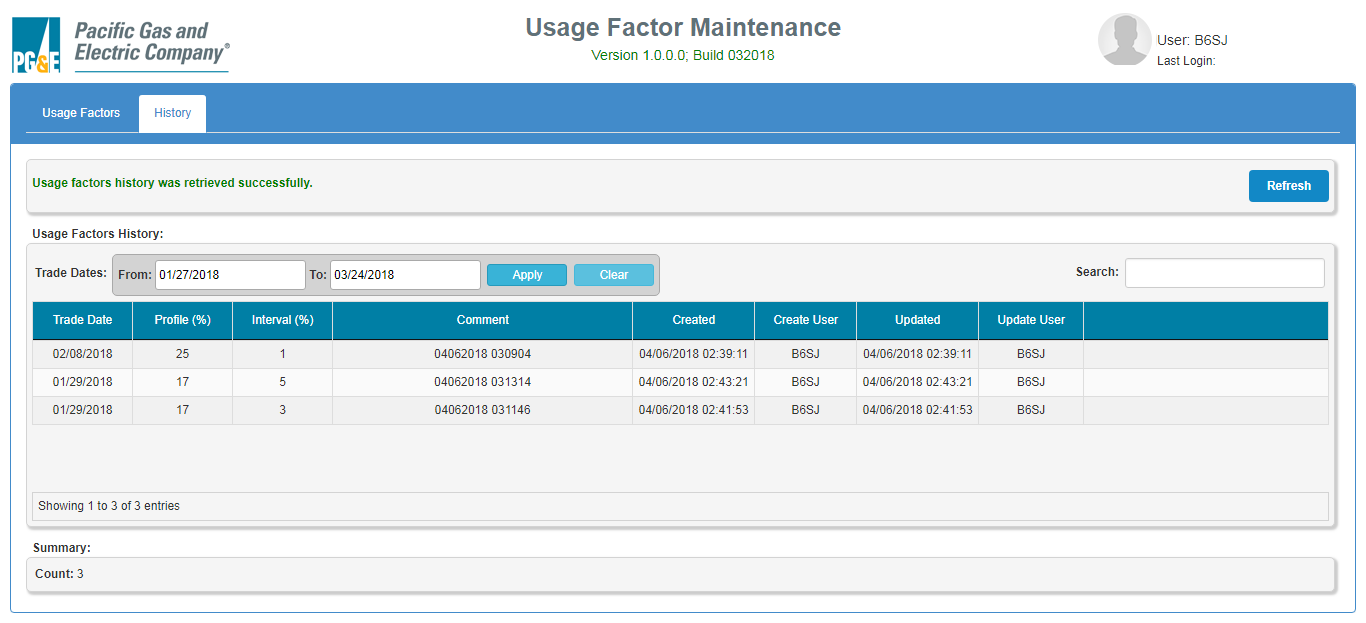 PG&E
Pacific Gas and
Electric Company®
Usage Factor Maintenance
Version 1.0.0.0; Build 032018
User: B6SJ
Last Login:
Usage Factors History
Usage factors history was retrieved successfully. Refresh
Usage Factors History:
Trade Dates: From: 01/27/2018 To: 03/24/2018 Apply Clear Search:
Trade Date Profile (%) Interval (%) Comment Created Create User Updated Update User
02/08/2018 25 1 04062018 030904 04/06/2018 02:39:11 B6SJ 04/06/2018 02:39:11 B6SJ
01/29/2018 17 5 04062018 031314 04/06/2018 02:43:21 B6SJ 04/06/2018 02:43:21 B6SJ
01/29/2018 17 3 04062018 031146 04/06/2018 02:41:53 B6SJ 04/06/2018 02:41:53 B6SJ
Showing 1 to 3 of 3 entries
Summary:
Count: 3